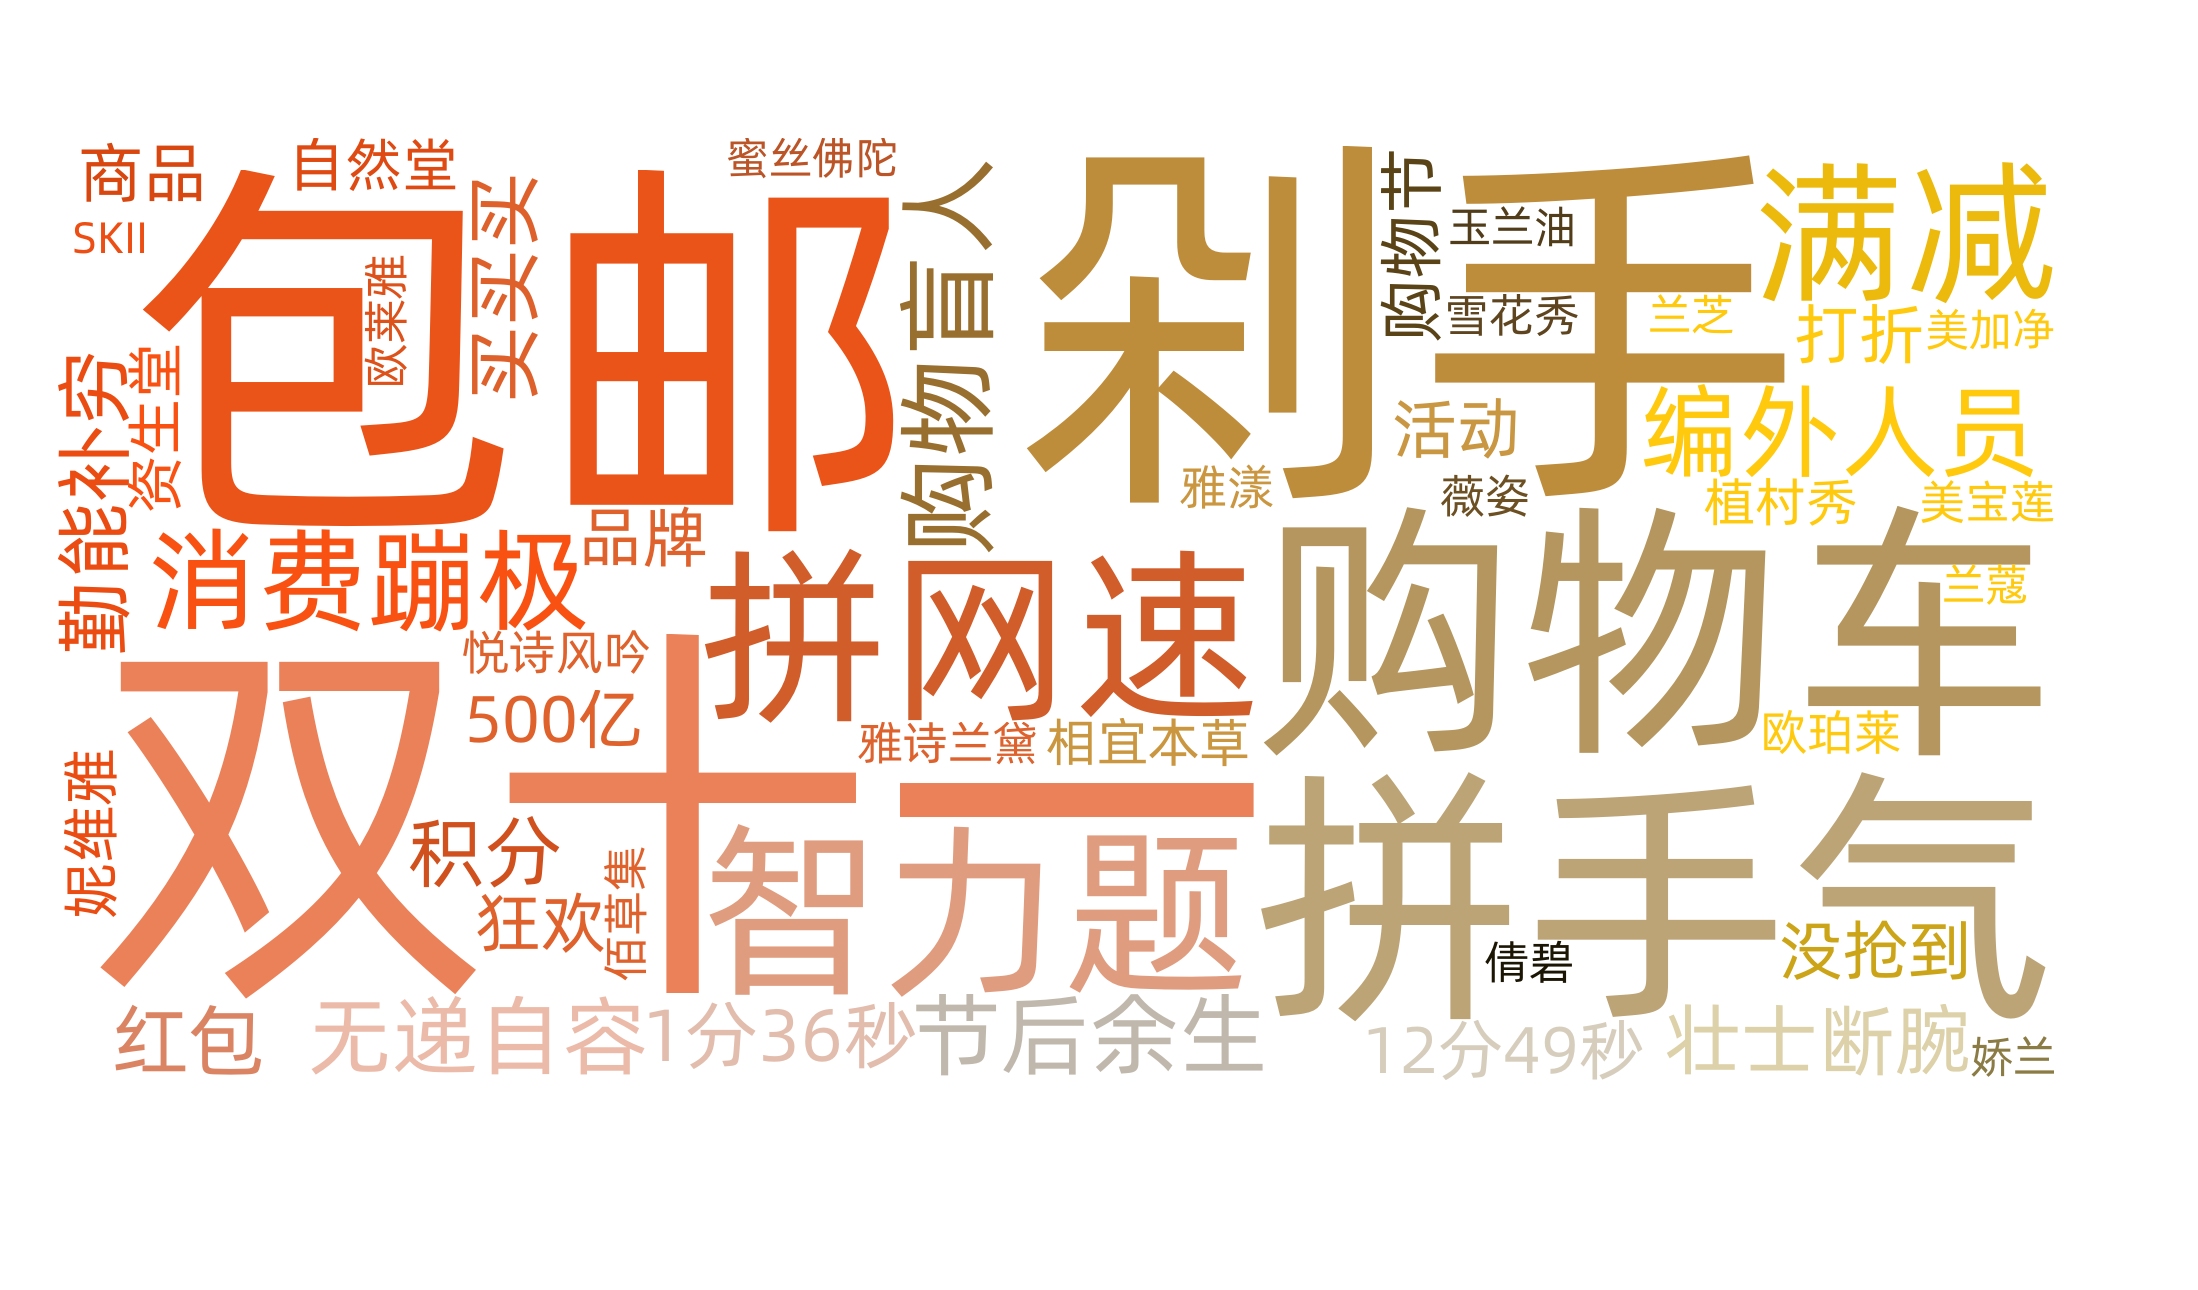 商品
自然堂
SKII
包邮
欧莱雅
买买买
蜜丝佛陀
购物盲人
剁手
购物节
玉兰油
雪花秀
满减
兰芝
打折
美加净
勤能补穷
资生堂
品牌
雅漾
活动
薇姿
编外人员
植村秀
美宝莲
消费蹦极
拼网速
购物车
兰蔻
悦诗风吟
500亿
雅诗兰黛
相宜本草
欧珀莱
双十一
妮维雅
积分
狂欢
佰草集
智力题
拼手气
倩碧
没抢到
红包
无递自容
1分36秒
节后余生
12分49秒
壮士断腕
娇兰